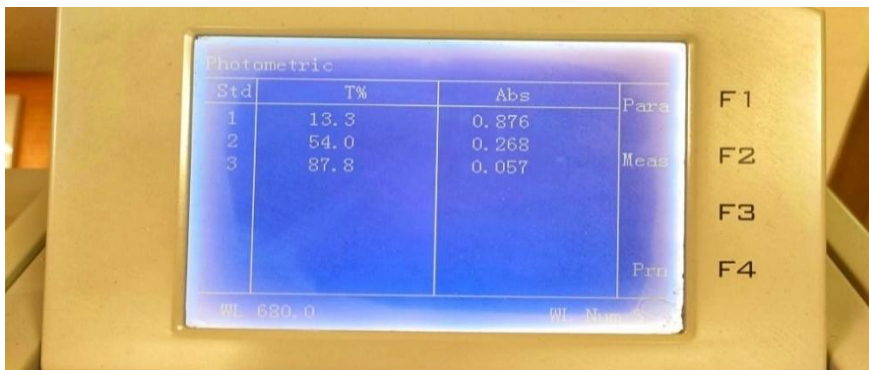 Photometric
Std T% Abs
Para
1 13.3 0.876
2 54.0 0.268
3 87.8 0.057
Meas
Prn
WL 680.0 WL Num
F1
F2
F3
F4